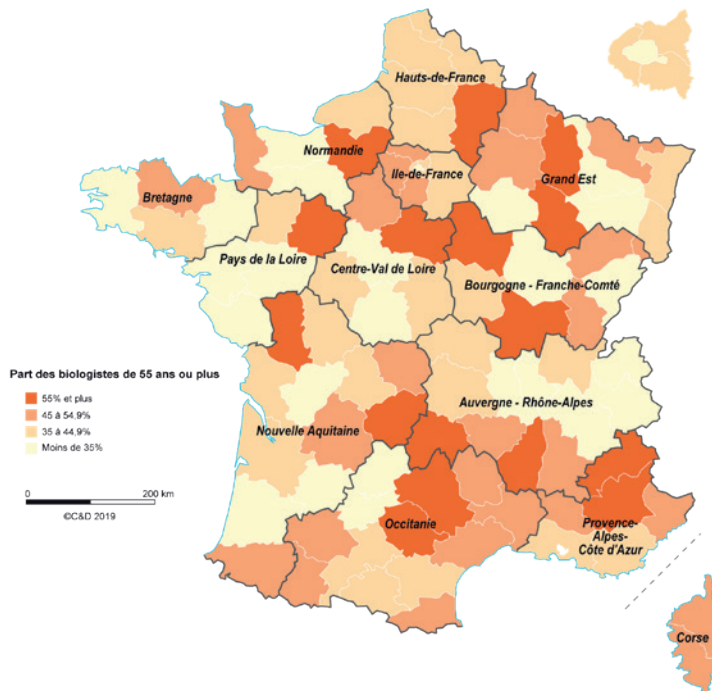 Hauts-de-France
Normandie
Ile-de-France
Grand Est
Bretagne
Pays de la Loire
Centre-Val de Loire
Bourgogne - Franche-Comté
Part des biologistes de 55 ans ou plus
55% et plus
45 à 54,9%
35 à 44,9%
Moins de 35%
Auvergne - Rhône-Alpes
Nouvelle Aquitaine
0 200 km
©C&D 2019
Occitanie
Provence-
Alpes-
Côte d'Azur
Corse